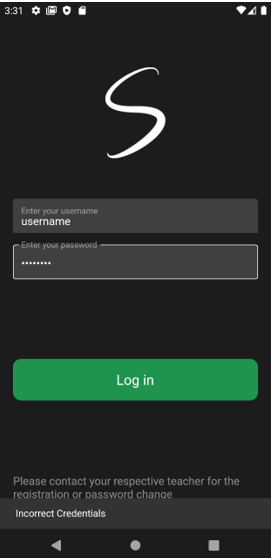 3:31
S
Enter your username
username
Enter your password
••••••••
Log in
Please contact your respective teacher for the
registration or password change
Incorrect Credentials